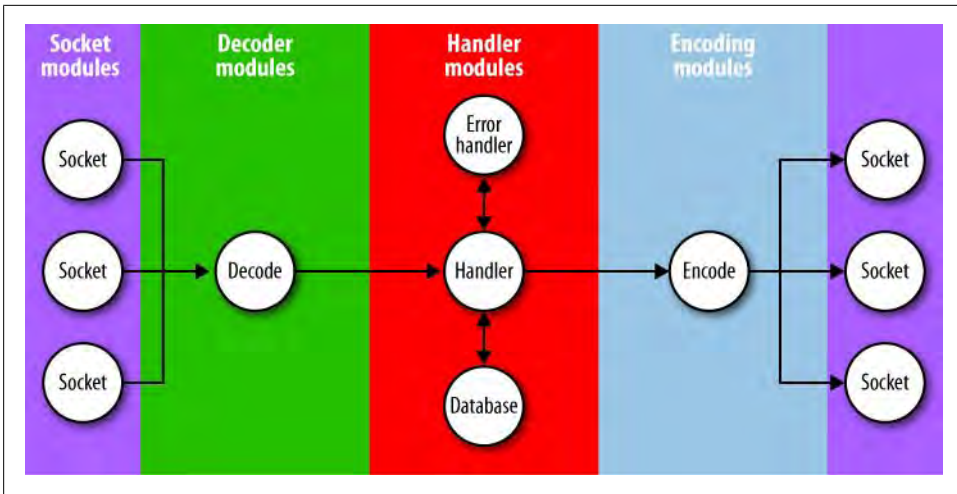 Socket
modules
Decoder
modules
Handler
modules
Encoding
modules
Socket
Socket
Socket
Decode
Error
handler
Handler
Database
Encode
Socket
Socket
Socket